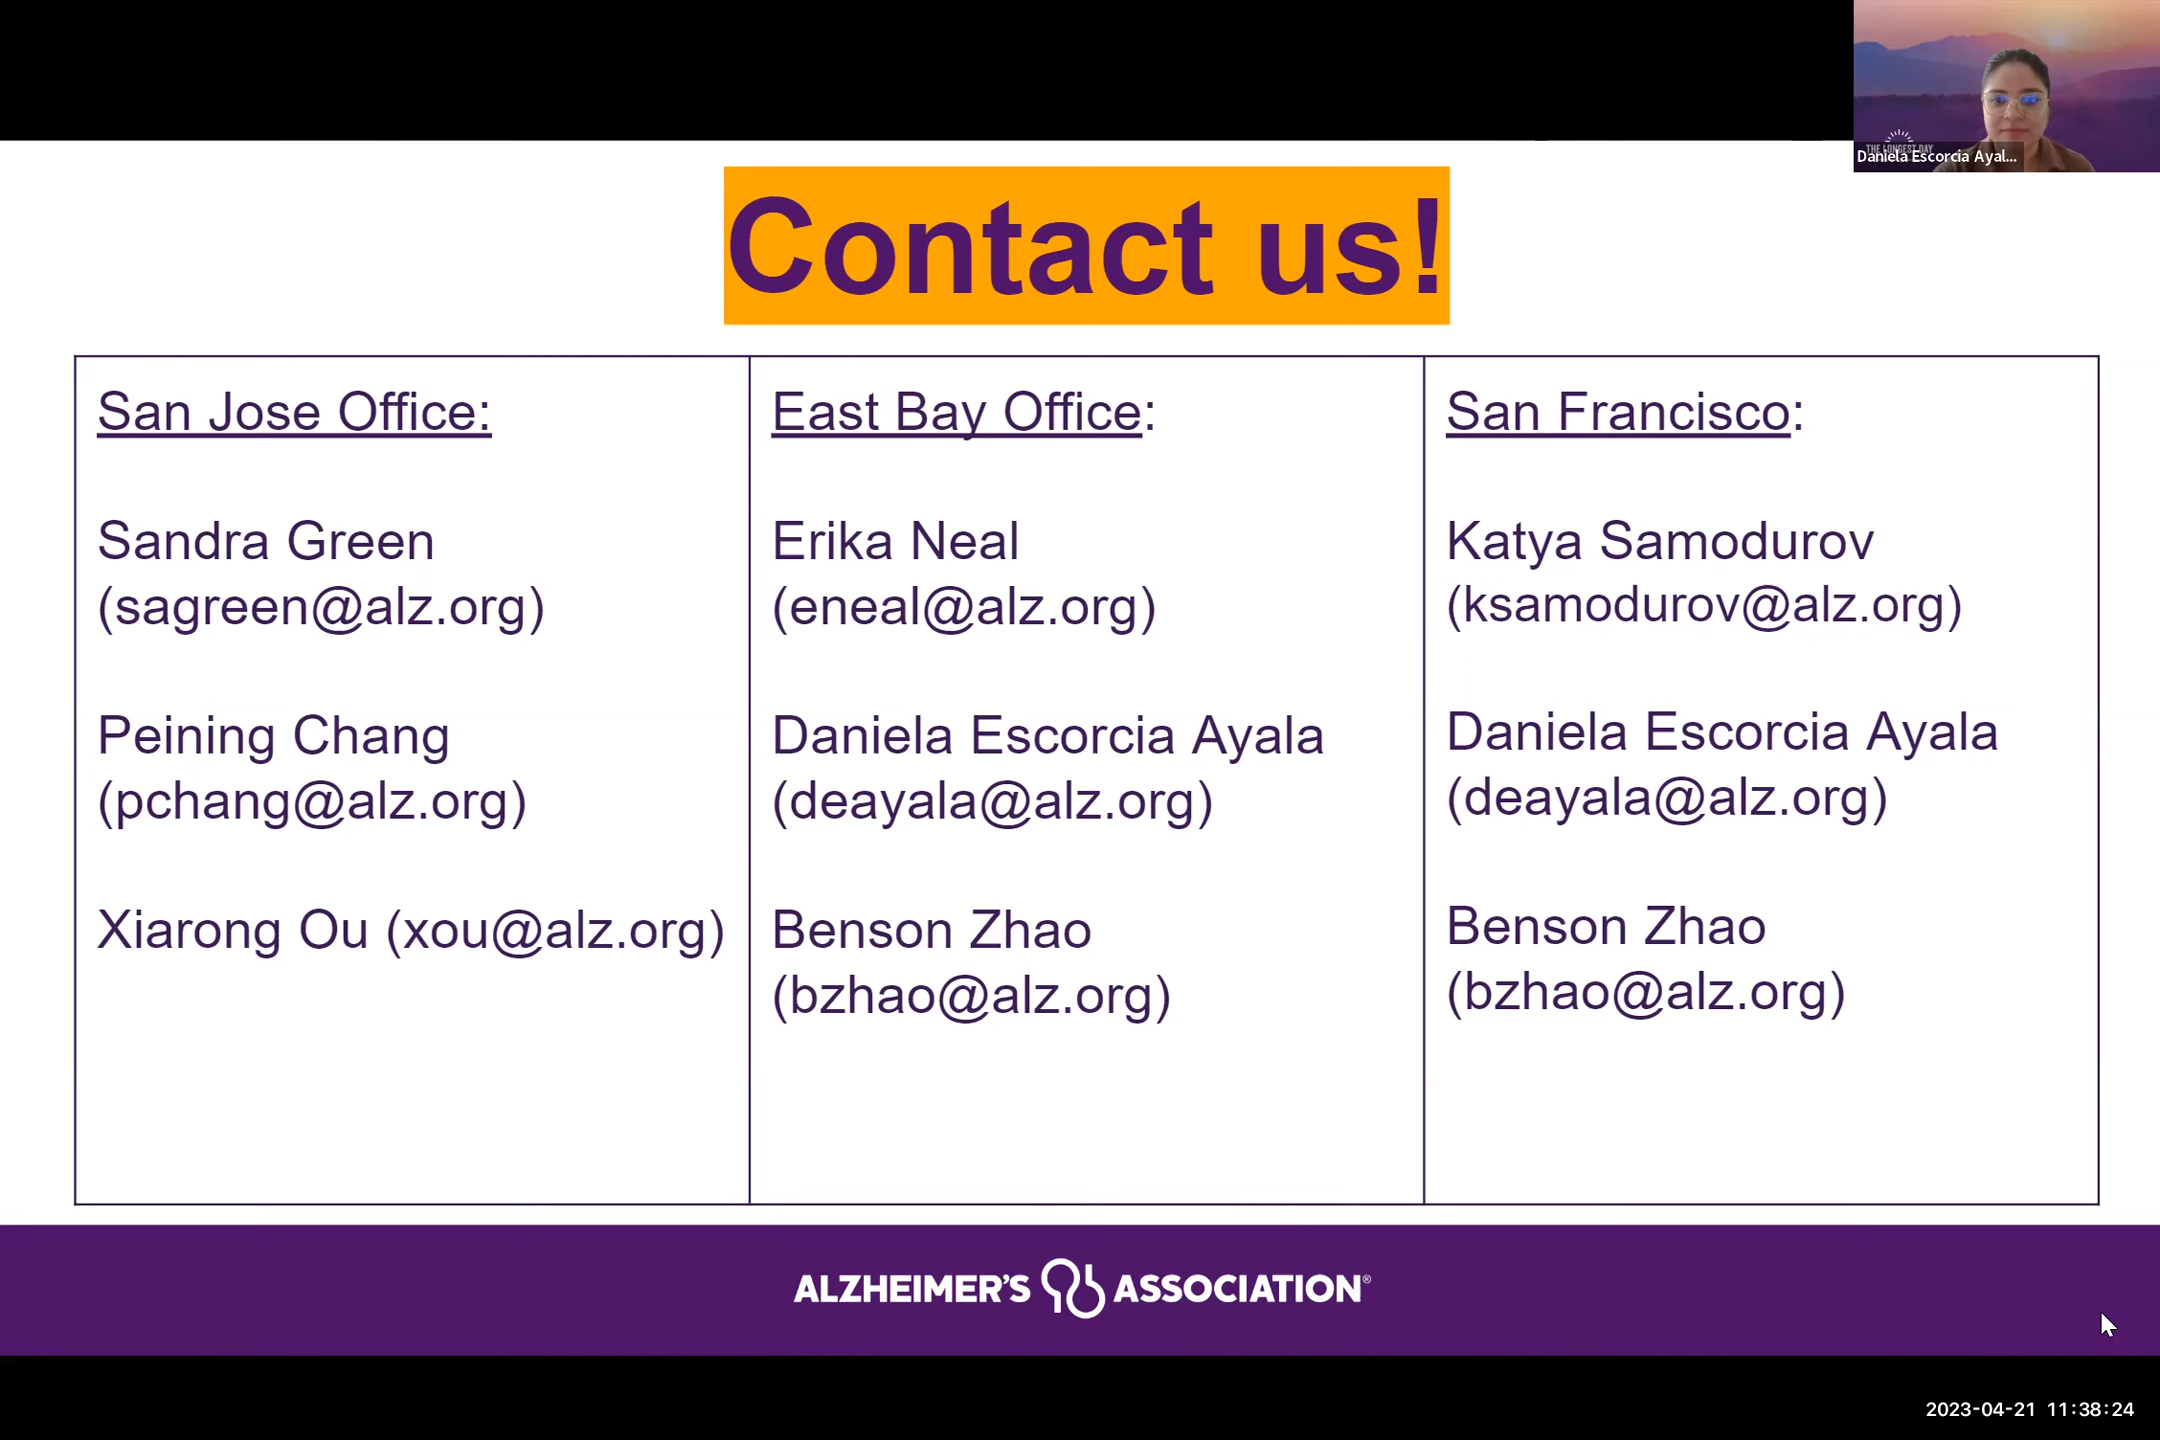 THE LONGEST DAY
Daniela Escorcia Ayal...
Contact us!
San Jose Office:
Sandra Green
(sagreen@alz.org)
Peining Chang
(pchang@alz.org)
Xiarong Ou (xou@alz.org)
East Bay Office:
Erika Neal
(eneal@alz.org)
Daniela Escorcia Ayala
(deayala@alz.org)
Benson Zhao
(bzhao@alz.org)
San Francisco:
Katya Samodurov
(ksamodurov@alz.org)
Daniela Escorcia Ayala
(deayala@alz.org)
Benson Zhao
(bzhao@alz.org)
ALZHEIMER'S ASSOCIATION®
2023-04-21 11:38:24